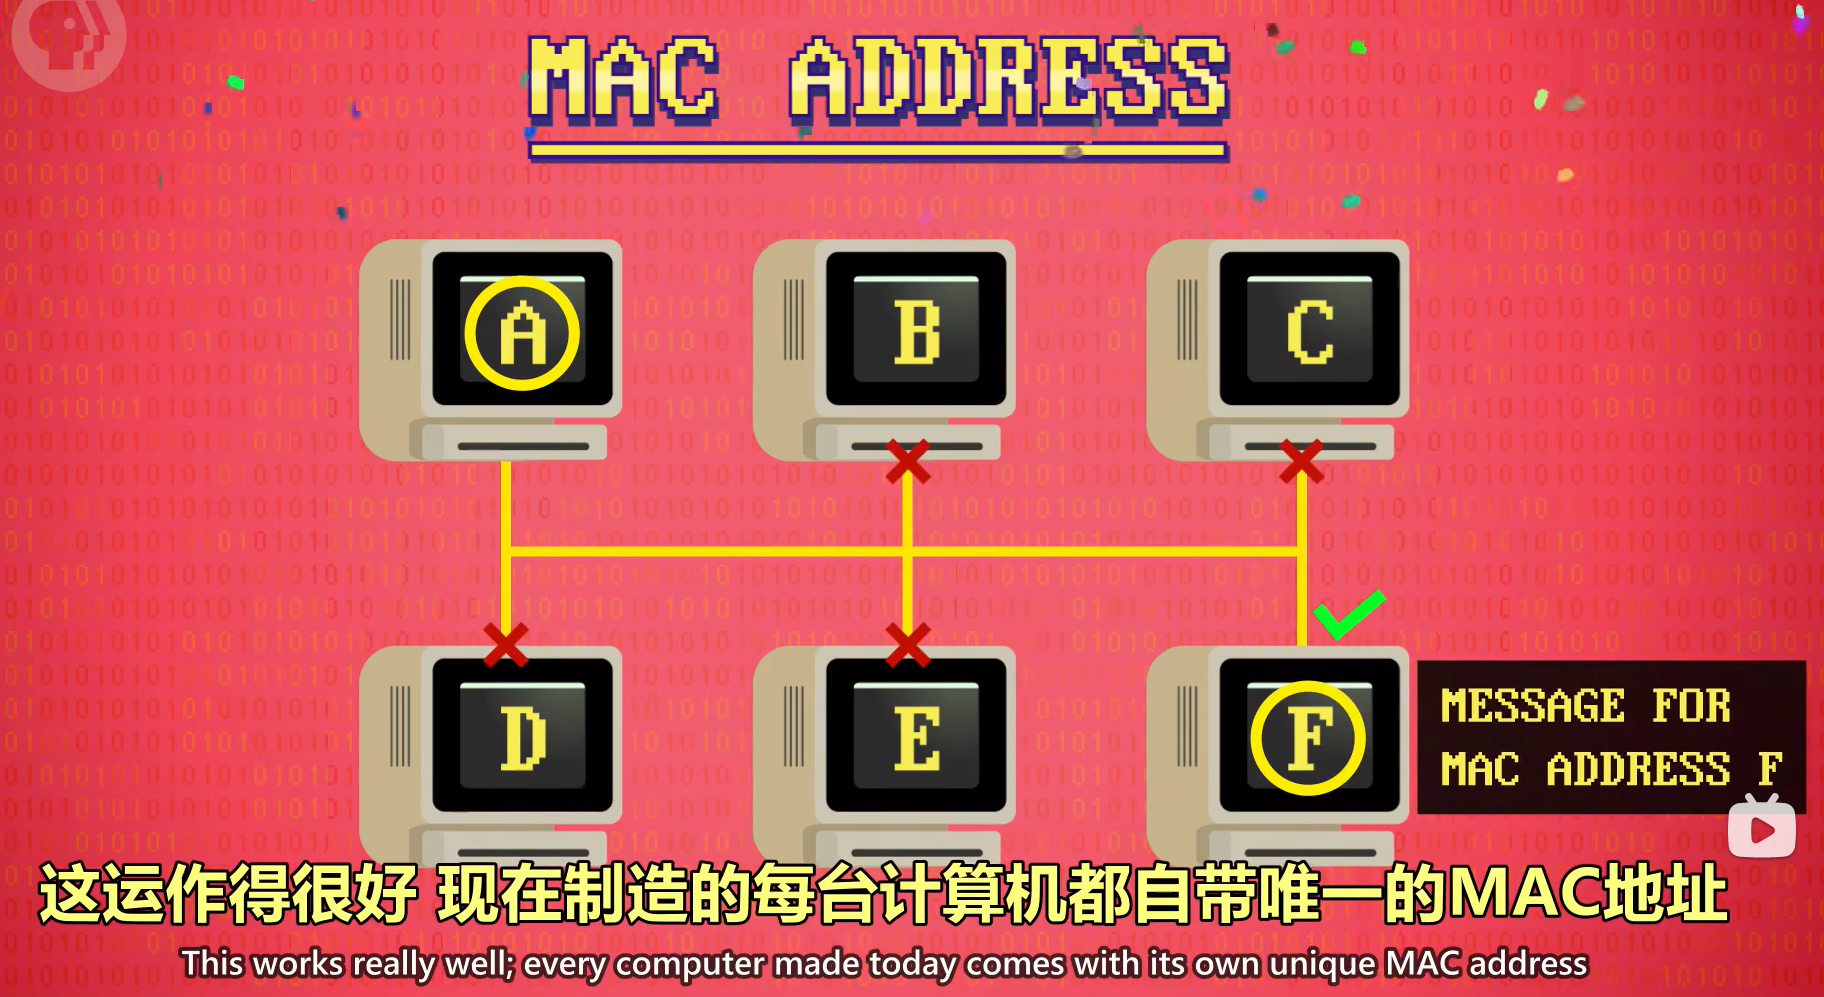 MAC ADDRESS
A
B
C
D
E
F
MESSAGE FOR
MAC ADDRESS F
这运作得很好 现在制造的每台计算机都自带唯一的MAC地址
This works really well; every computer made today comes with its own unique MAC address